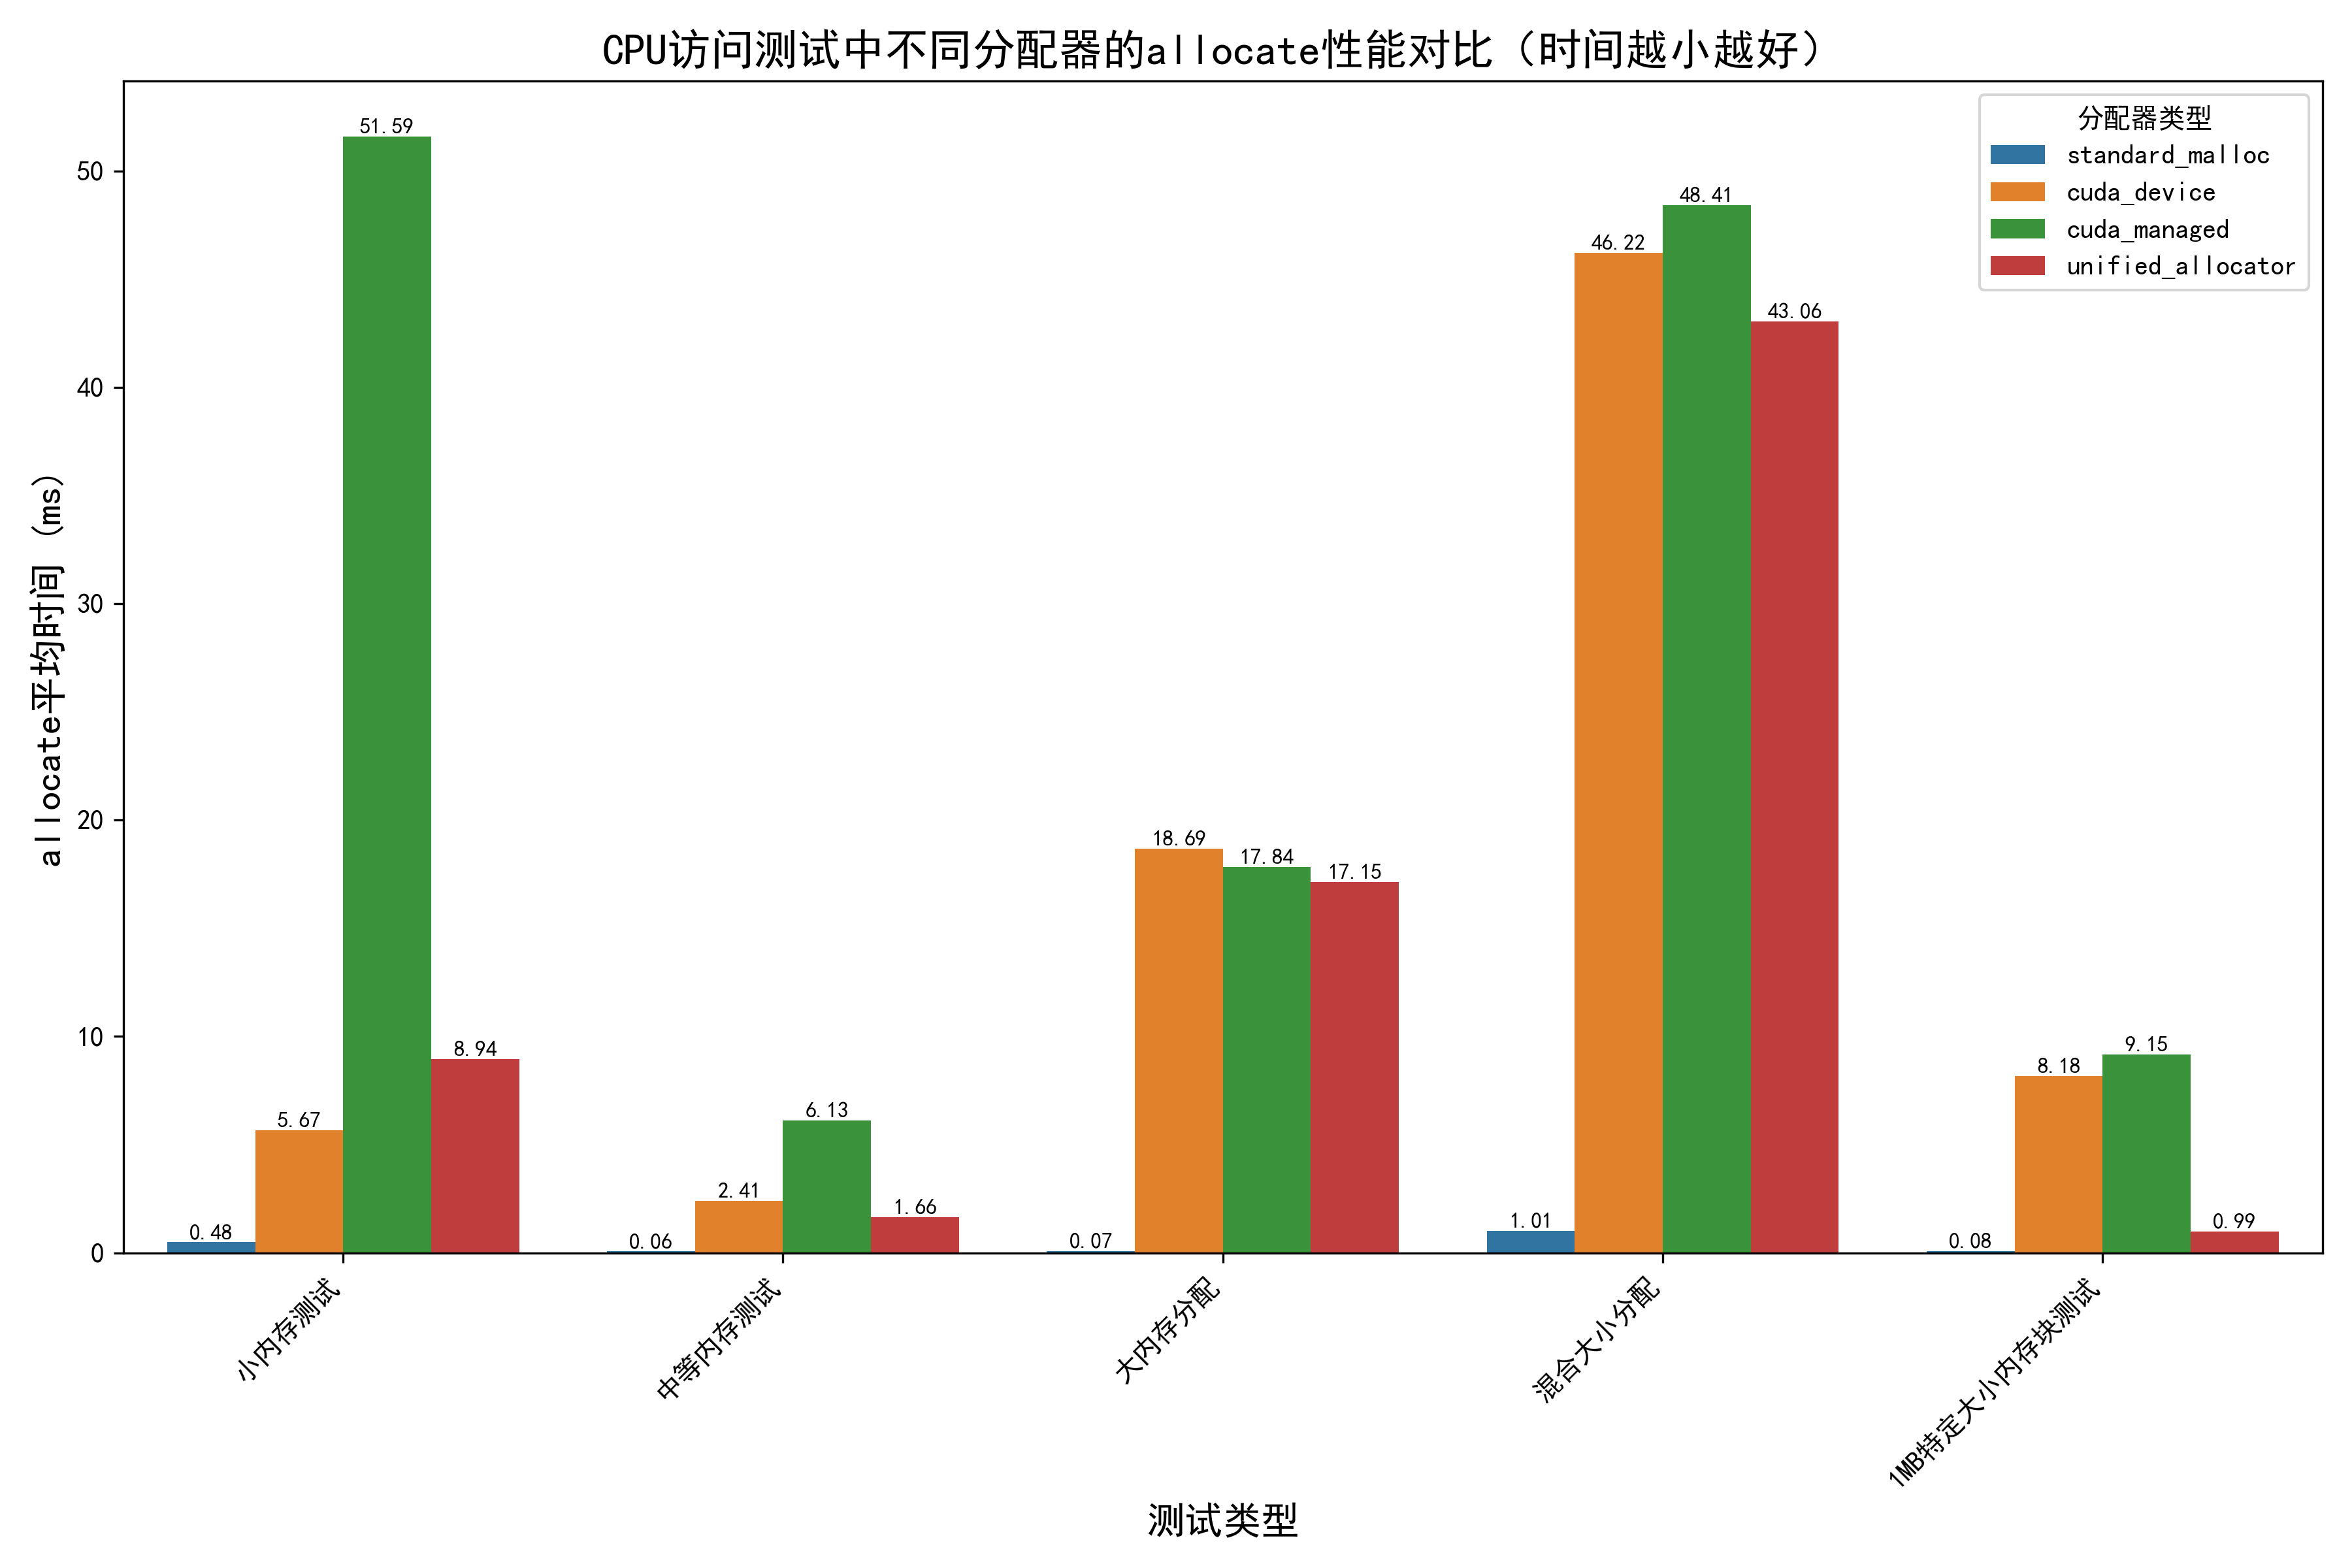 CPU访问测试中不同分配器的allocate性能对比（时间越小越好）
分配器类型
standard_malloc
cuda_device
cuda_managed
unified_allocator
allocate平均时间 (ms)
50
40
30
20
10
0
0.48
5.67
51.59
8.94
0.06
2.41
6.13
1.66
0.07
18.69
17.84
17.15
1.01
46.22
48.41
43.06
0.08
8.18
9.15
0.99
小内存测试
中等内存测试
大内存分配
混合大小分配
1MB特定大小内存块测试
测试类型